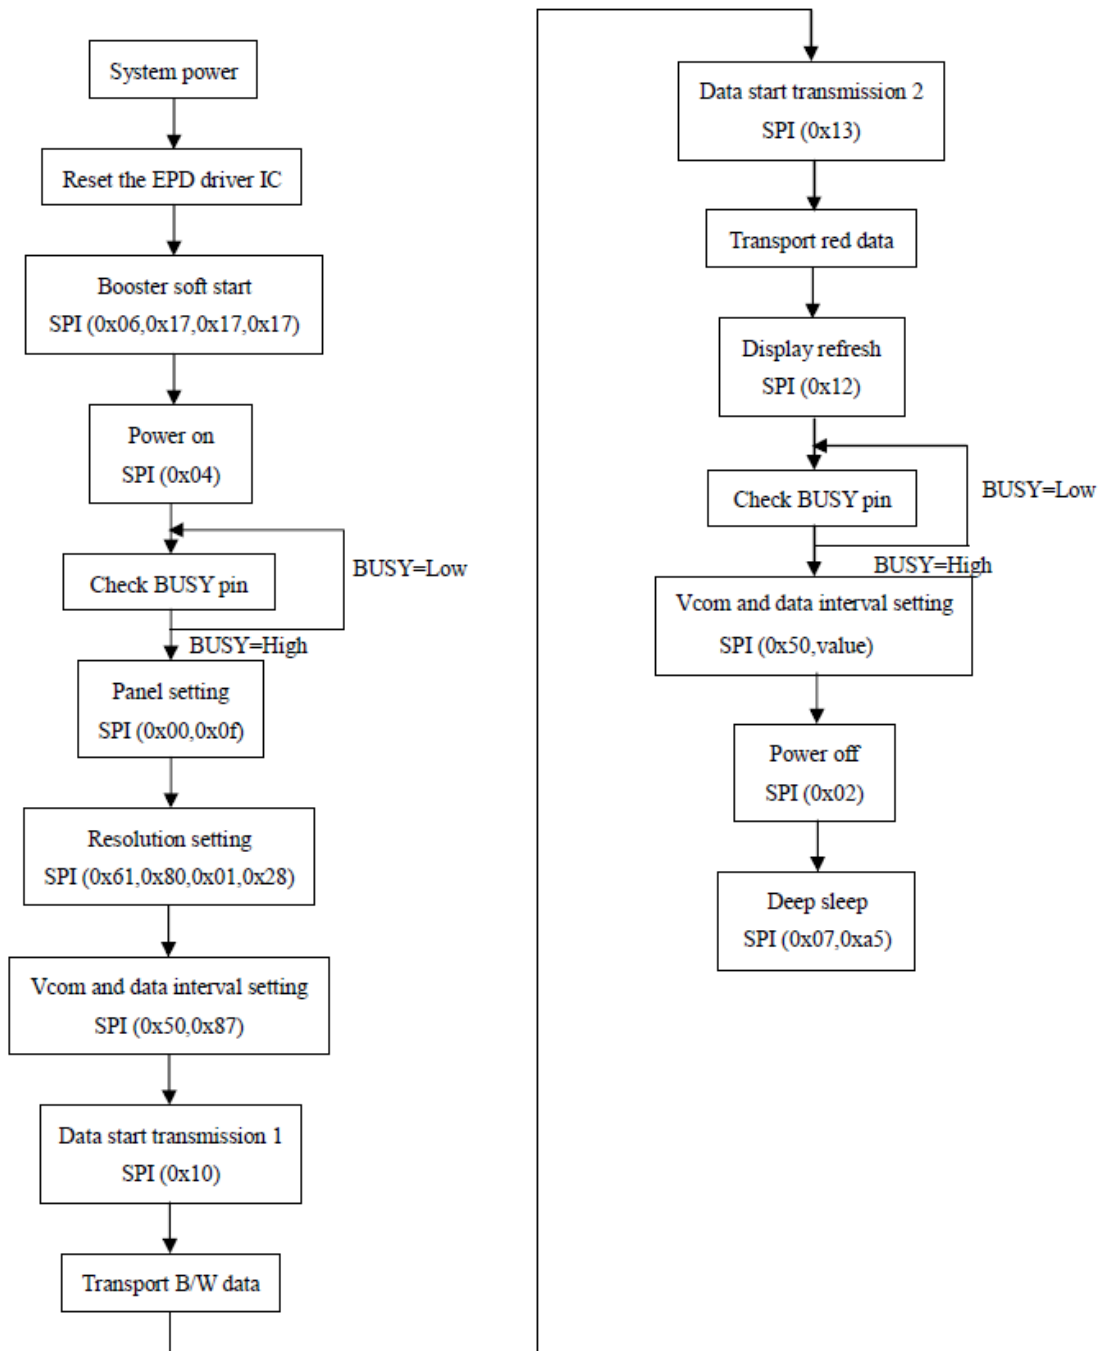 System power
Reset the EPD driver IC
Booster soft start
SPI (0x06,0x17,0x17,0x17)
Power on
SPI (0x04)
BUSY=Low
Check BUSY pin
BUSY=High
Panel setting
SPI (0x00,0x0f)
Resolution setting
SPI (0x61,0x80,0x01,0x28)
Vcom and data interval setting
SPI (0x50,0x87)
Data start transmission 1
SPI (0x10)
Transport B/W data
Data start transmission 2
SPI (0x13)
Transport red data
Display refresh
SPI (0x12)
BUSY=Low
Check BUSY pin
BUSY=High
Vcom and data interval setting
SPI (0x50,value)
Power off
SPI (0x02)
Deep sleep
SPI (0x07,0xa5)